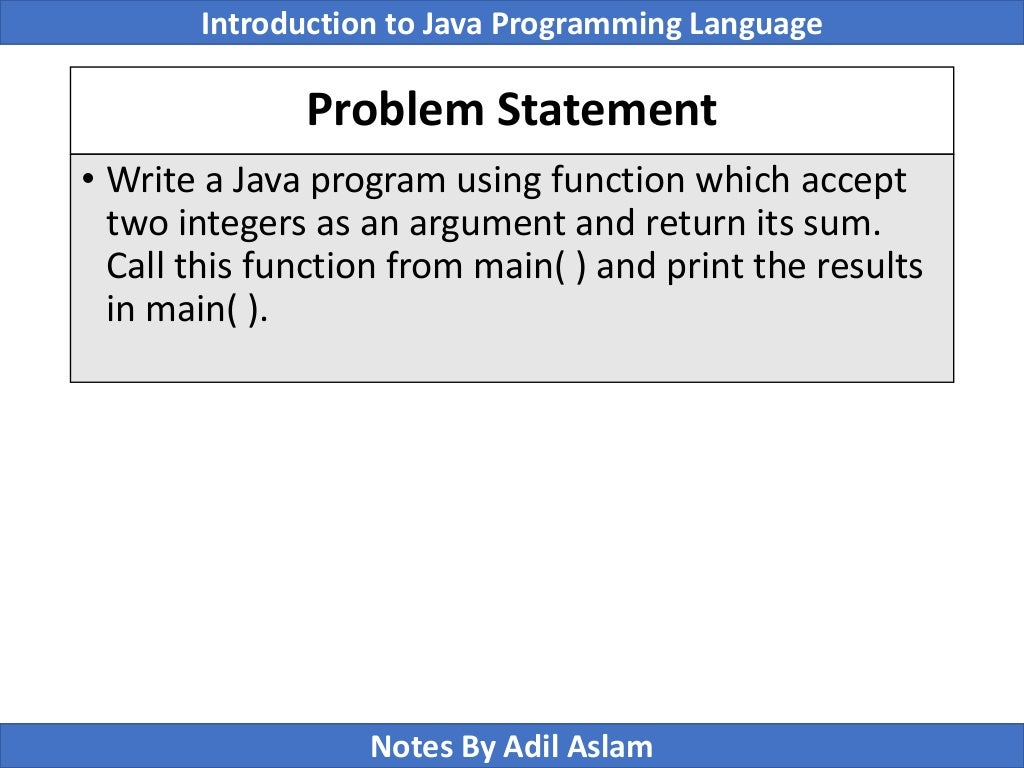 Introduction to Java Programming Language
Problem Statement
• Write a Java program using function which accept
two integers as an argument and return its sum.
Call this function from main( ) and print the results
in main( ).
Notes By Adil Aslam